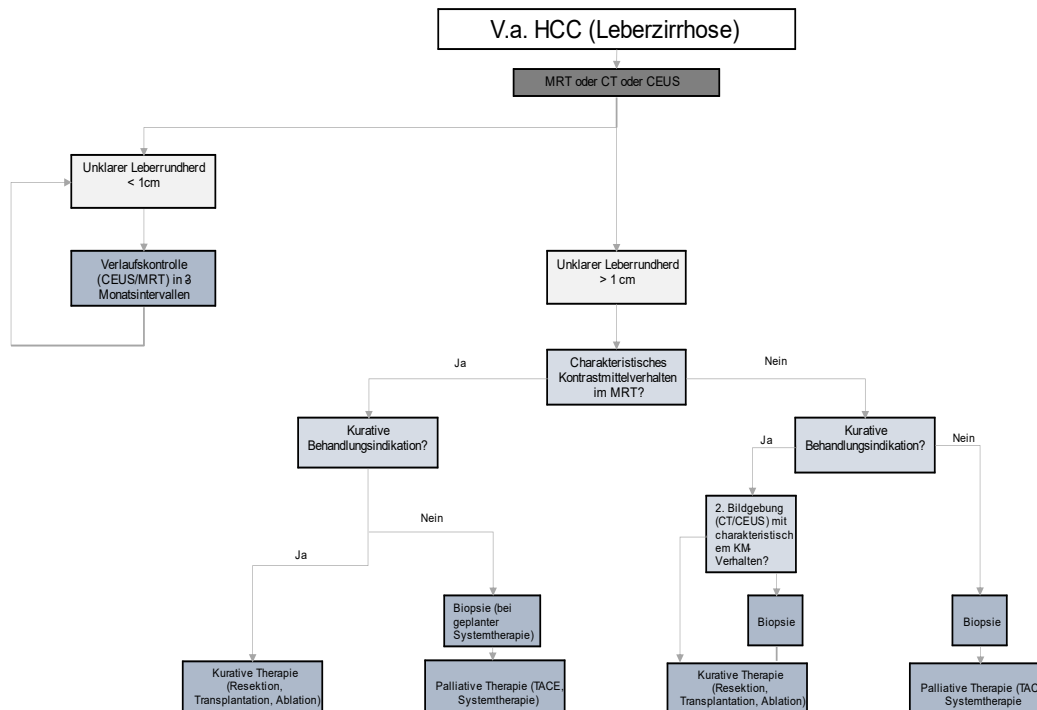 V.a. HCC (Leberzirrhose)
MRT oder CT oder CEUS
Unklarer Leberrundherd
< 1cm
Verlaufskontrolle
(CEUS/MRT) in 3
Monatsintervallen
Unklarer Leberrundherd
> 1 cm
Charakteristisches
Kontrastmittelverhalten
im MRT?
Ja
Nein
Kurative
Behandlungsindikation?
Kurative
Behandlungsindikation?
Ja
Nein
2. Bildgebung
(CT/CEUS) mit
charakteristisch
em KM-
Verhalten?
Nein
Ja
Biopsie (bei
geplanter
Systemtherapie)
Biopsie
Biopsie
Kurative Therapie
(Resektion,
Transplantation, Ablation)
Palliative Therapie (TACE,
Systemtherapie)
Kurative Therapie
(Resektion,
Transplantation, Ablation)
Palliative Therapie (TAC
Systemtherapie